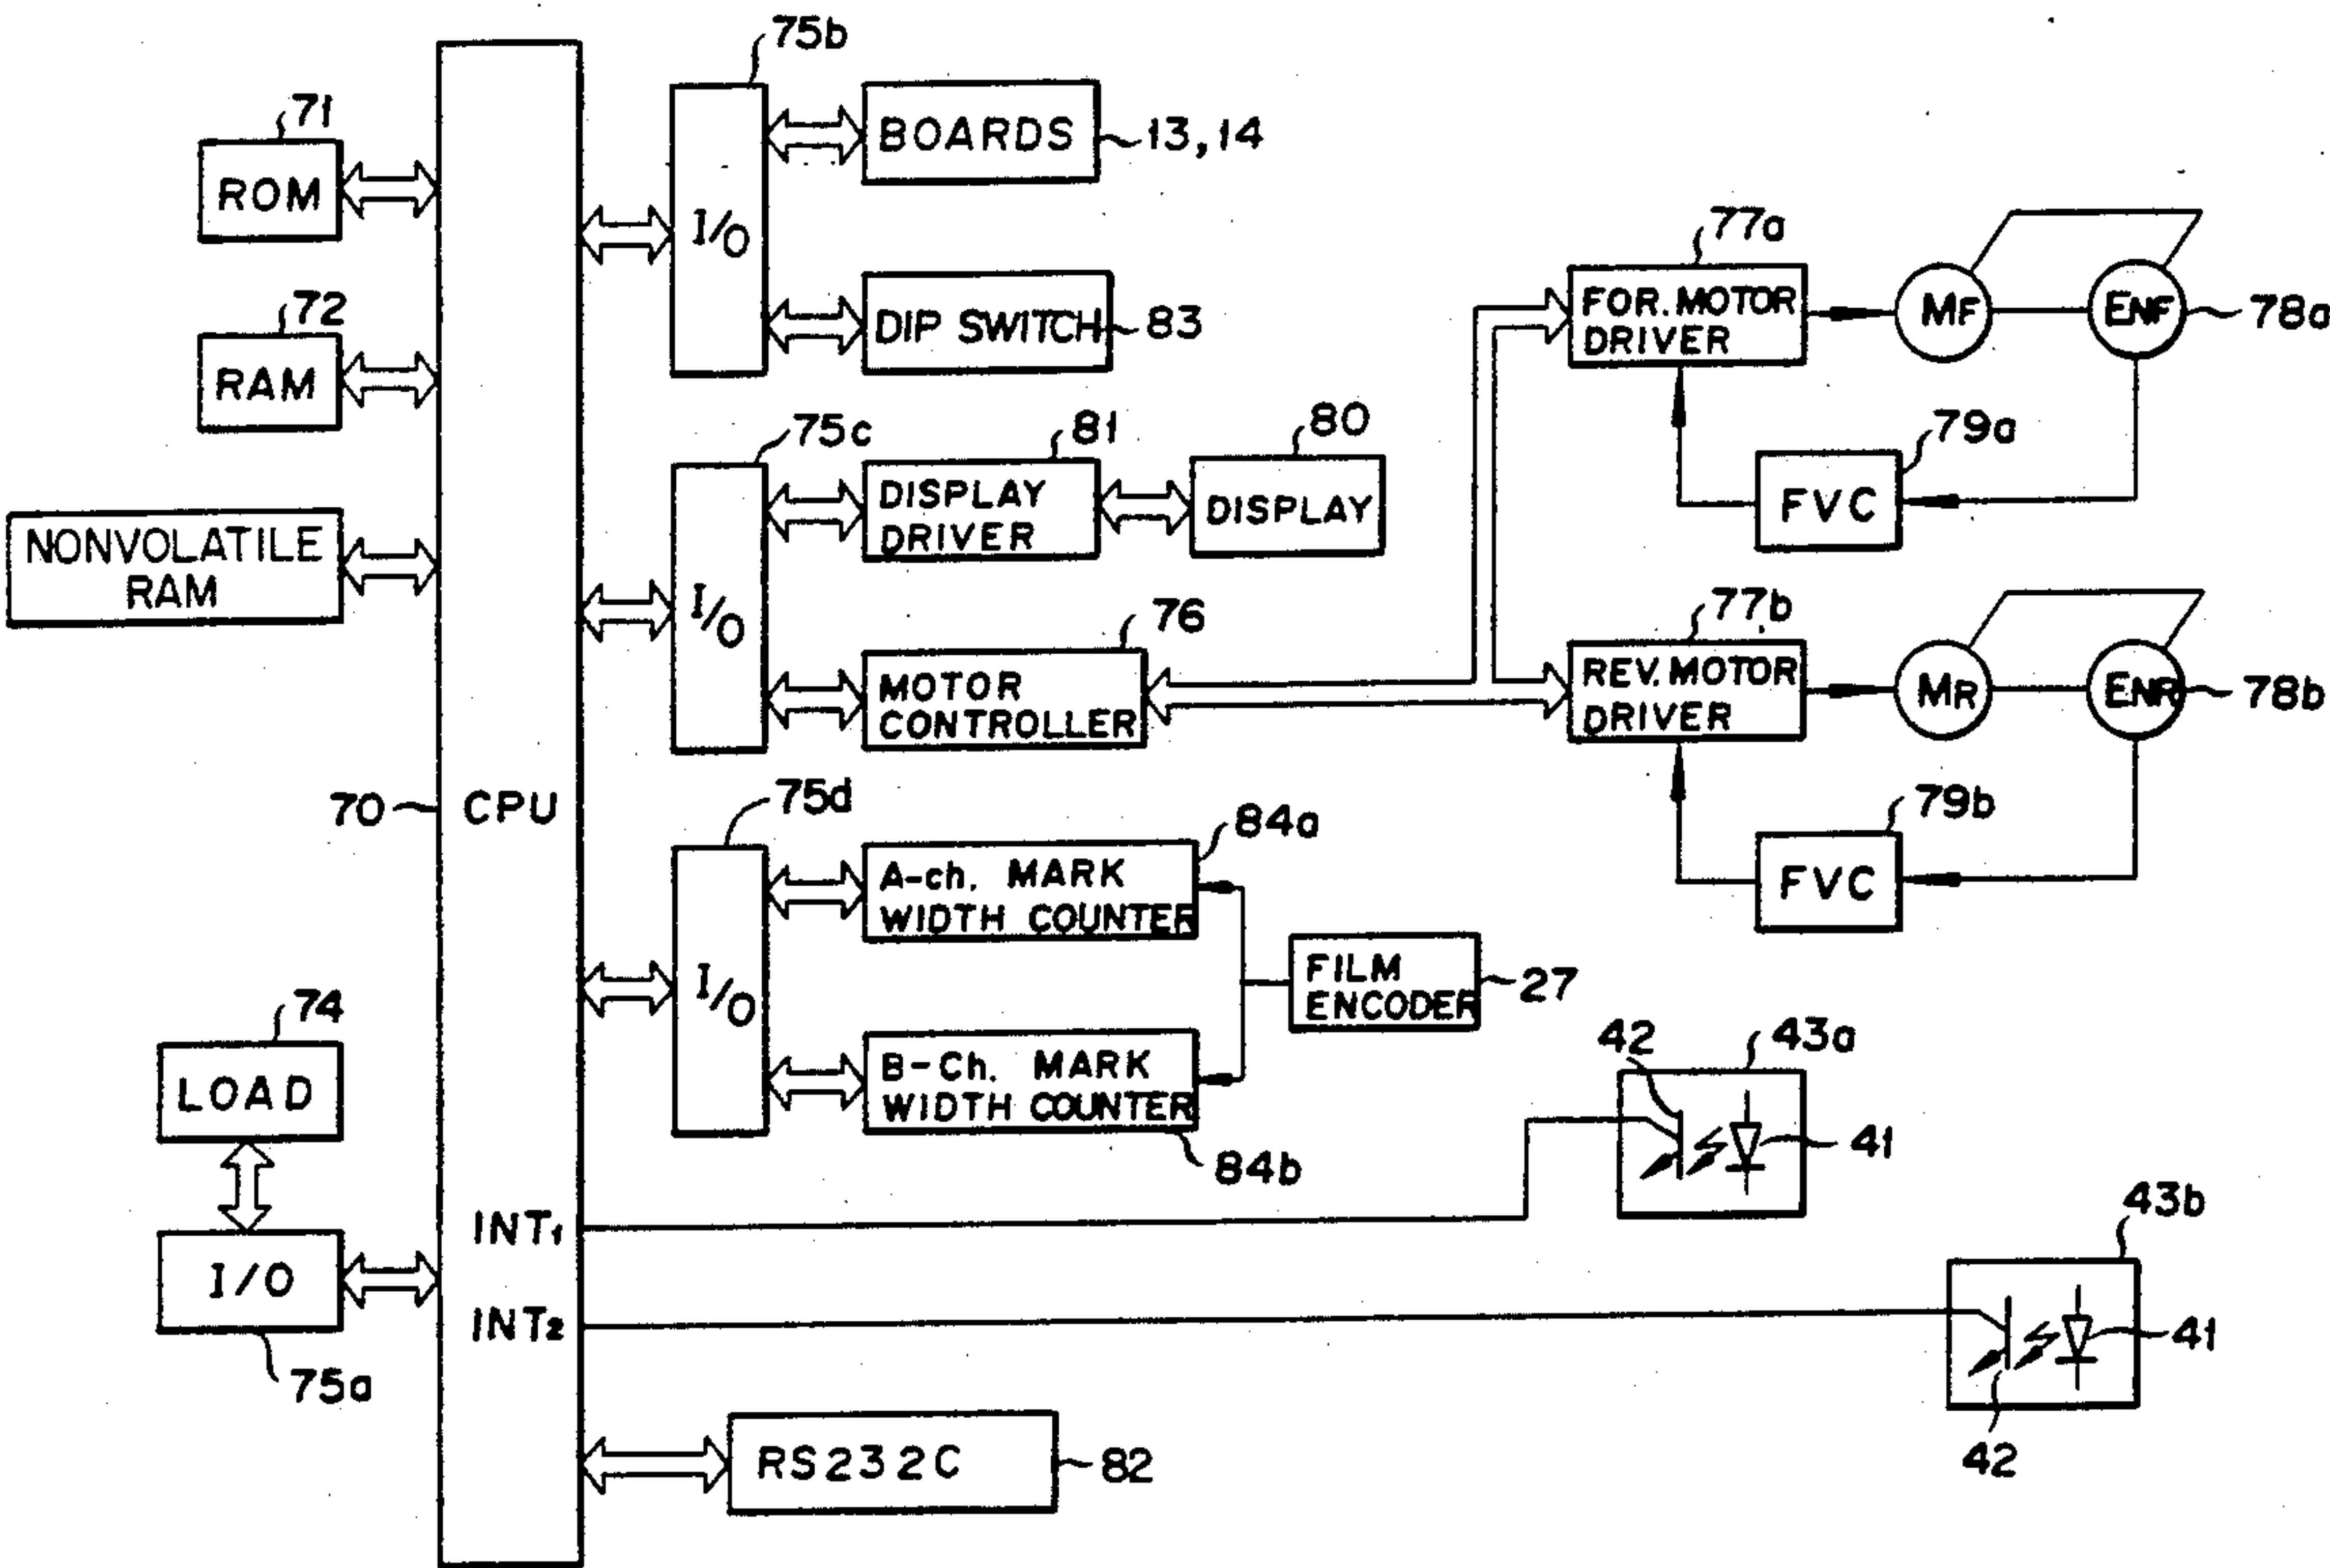 75b
71
BOARDS
13, 14
ROM
I/O
77a
72
DIP SWITCH
83
FOR. MOTOR
DRIVER
MF
ENF
78a
RAM
75c
81
80
79a
DISPLAY
DRIVER
DISPLAY
FVC
NONVOLATILE
RAM
I/O
76
77b
MOTOR
CONTROLLER
REV. MOTOR
DRIVER
MR
ENR
78b
70
CPU
75d
84a
79b
A-ch. MARK
WIDTH COUNTER
FVC
I/O
FILM
ENCODER
27
74
42
43a
LOAD
B-Ch. MARK
WIDTH COUNTER
41
84b
43b
INT1
I/O
INT2
41
75a
42
RS232C
82